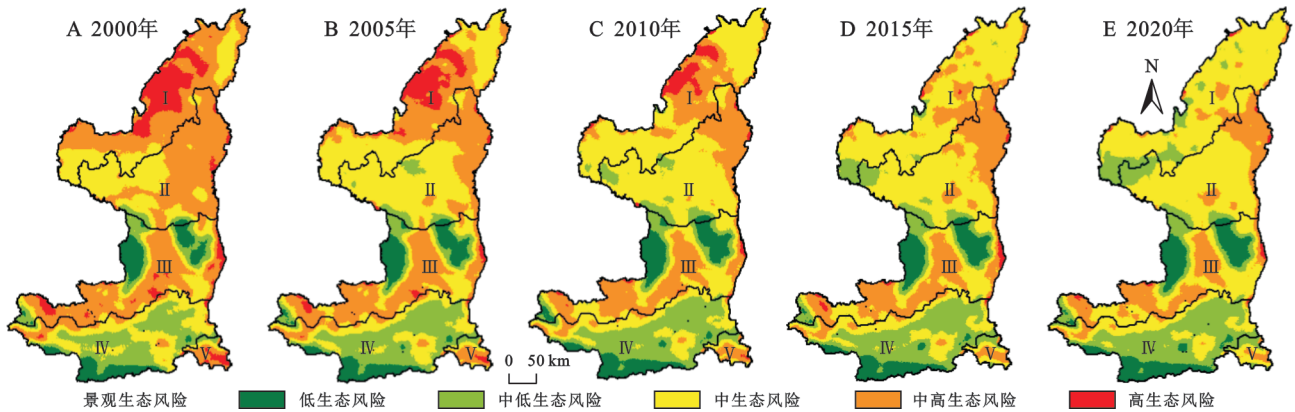 A 2000年
B 2005年
C 2010年
D 2015年
E 2020年
N
I
II
III
IV
V
I
II
III
IV
V
I
II
III
IV
V
I
II
III
IV
V
I
II
III
IV
V
0 50 km
景观生态风险 低生态风险 中低生态风险 中生态风险 中高生态风险 高生态风险